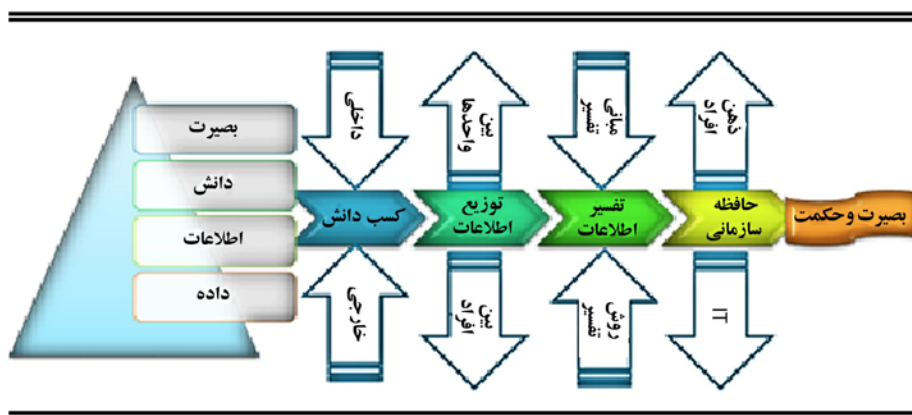 بصیرت
دانش
اطلاعات
داده
داخلی
بین
واحدها
مبانی
تفسیر
ذهن
افراد
کسب دانش
توزیع
اطلاعات
تفسیر
اطلاعات
حافظه
سازمانی
بصیرت و حکمت
خارجی
بین
افراد
روش
تفسیر
IT